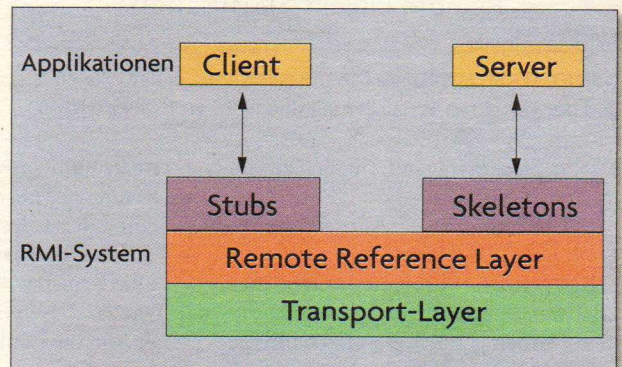 Applikationen Client Server
Stubs Skeletons
RMI-System Remote Reference Layer
Transport-Layer